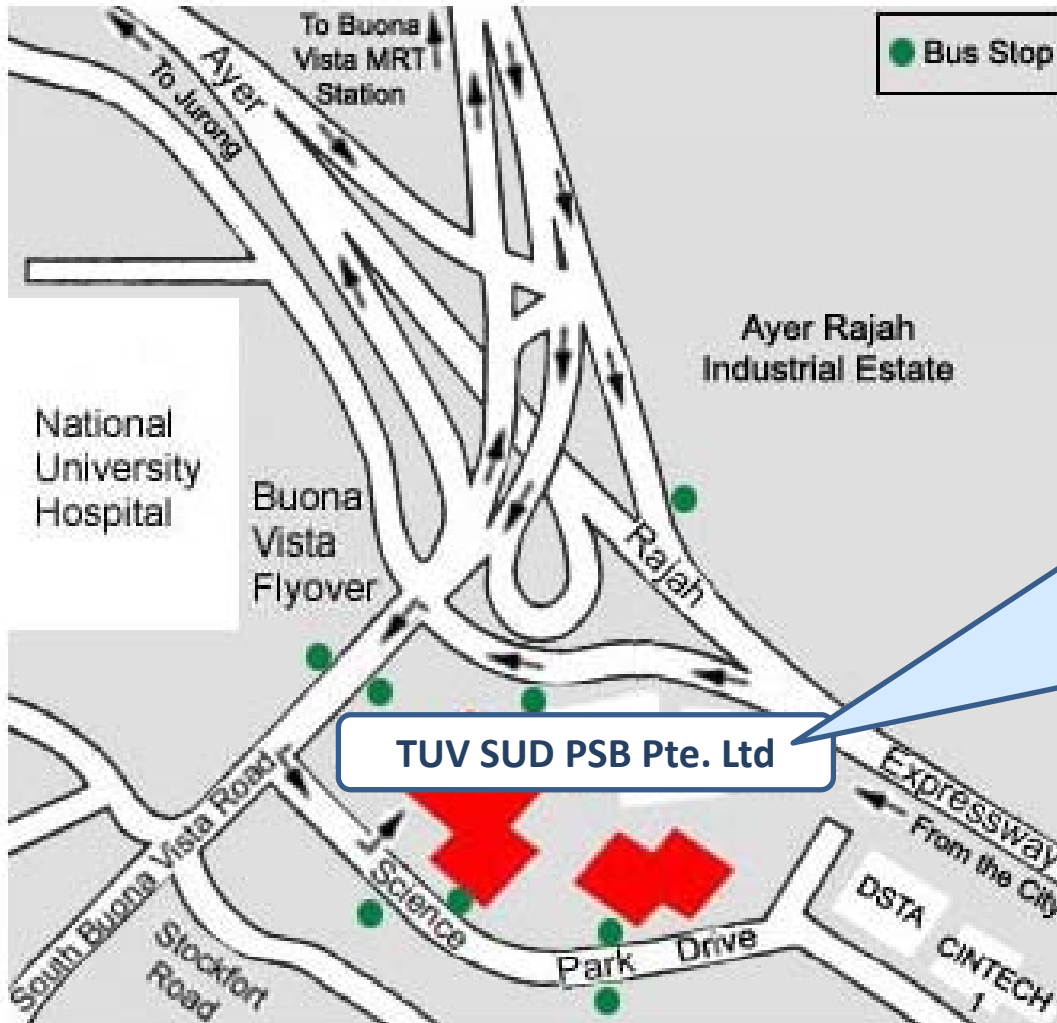 To Buona
Vista MRT
Station
Bus Stop
Ayer
To Jurong
Ayer Rajah
Industrial Estate
National
University
Hospital
Buona
Vista
Flyover
Rajah
TUV SUD PSB Pte. Ltd
Expressway
From the City
South Buona Vista Road
Science
Park Drive
Stockfort
Road
DSTA
CINTECH
I